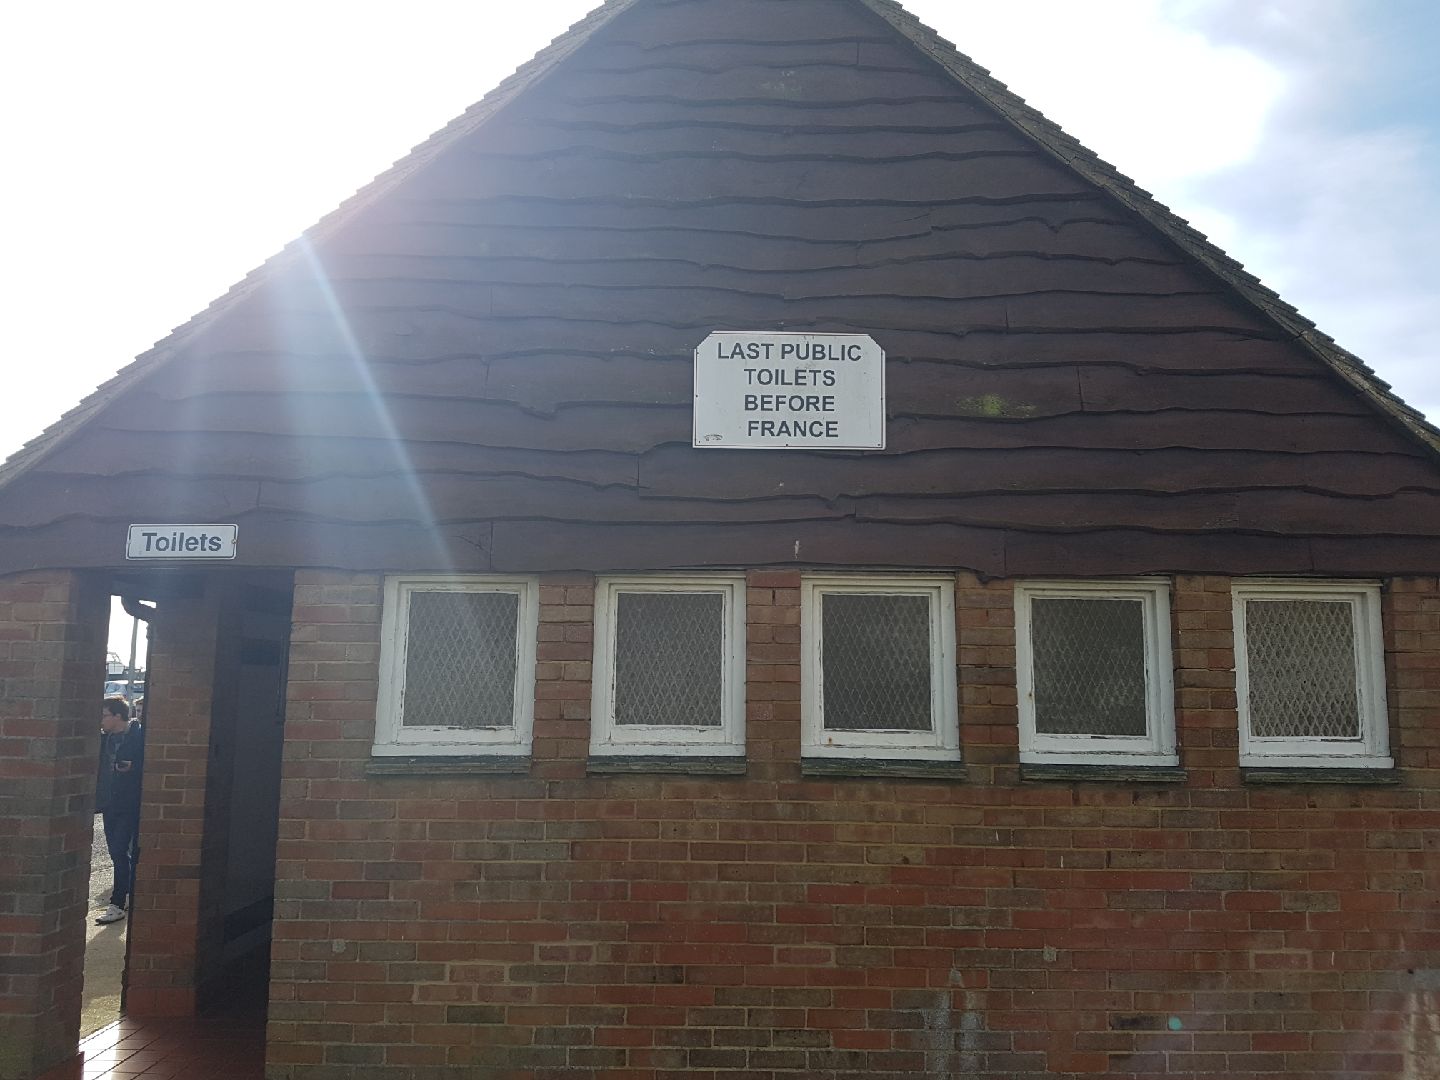 LAST PUBLIC
TOILETS
BEFORE
FRANCE
Toilets